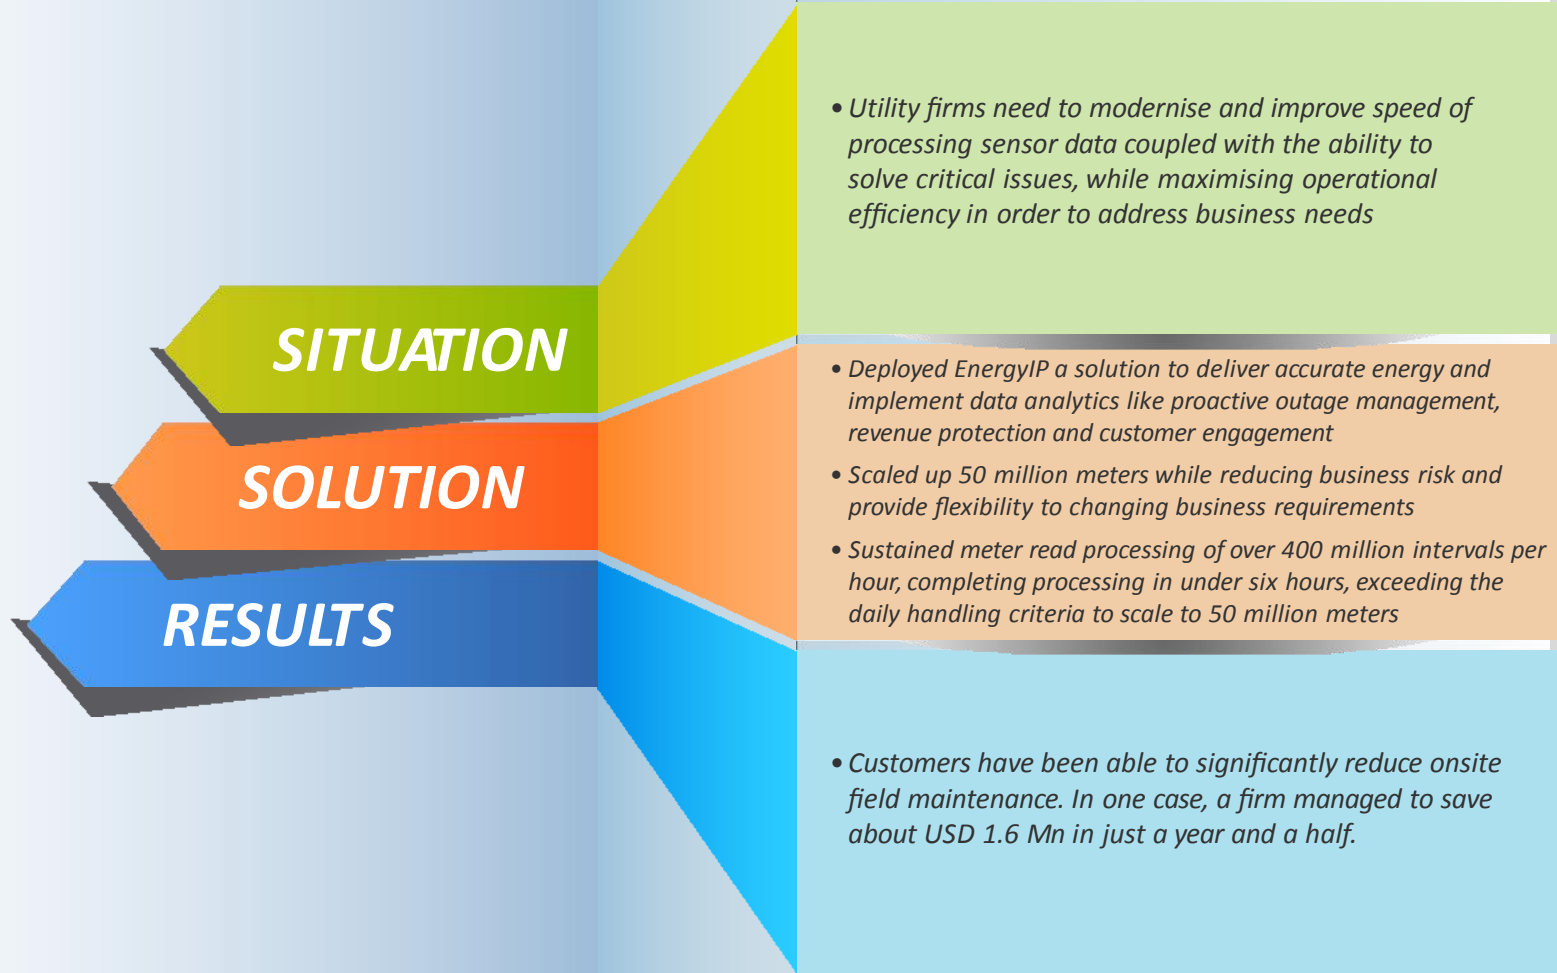 • Utility firms need to modernise and improve speed of
processing sensor data coupled with the ability to
solve critical issues, while maximising operational
efficiency in order to address business needs
SITUATION
• Deployed EnergyIP a solution to deliver accurate energy and
implement data analytics like proactive outage management,
revenue protection and customer engagement
• Scaled up 50 million meters while reducing business risk and
provide flexibility to changing business requirements
• Sustained meter read processing of over 400 million intervals per
hour, completing processing in under six hours, exceeding the
daily handling criteria to scale to 50 million meters
SOLUTION
RESULTS
• Customers have been able to significantly reduce onsite
field maintenance. In one case, a firm managed to save
about USD 1.6 Mn in just a year and a half.